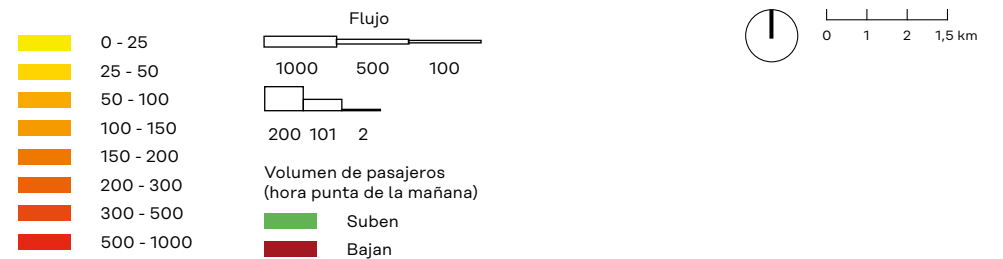 0 - 25
25 - 50
50 - 100
100 - 150
150 - 200
200 - 300
300 - 500
500 - 1000
Flujo
1000 500 100
200 101 2
Volumen de pasajeros
(hora punta de la mañana)
Suben
Bajan
0 1 2 1,5 km